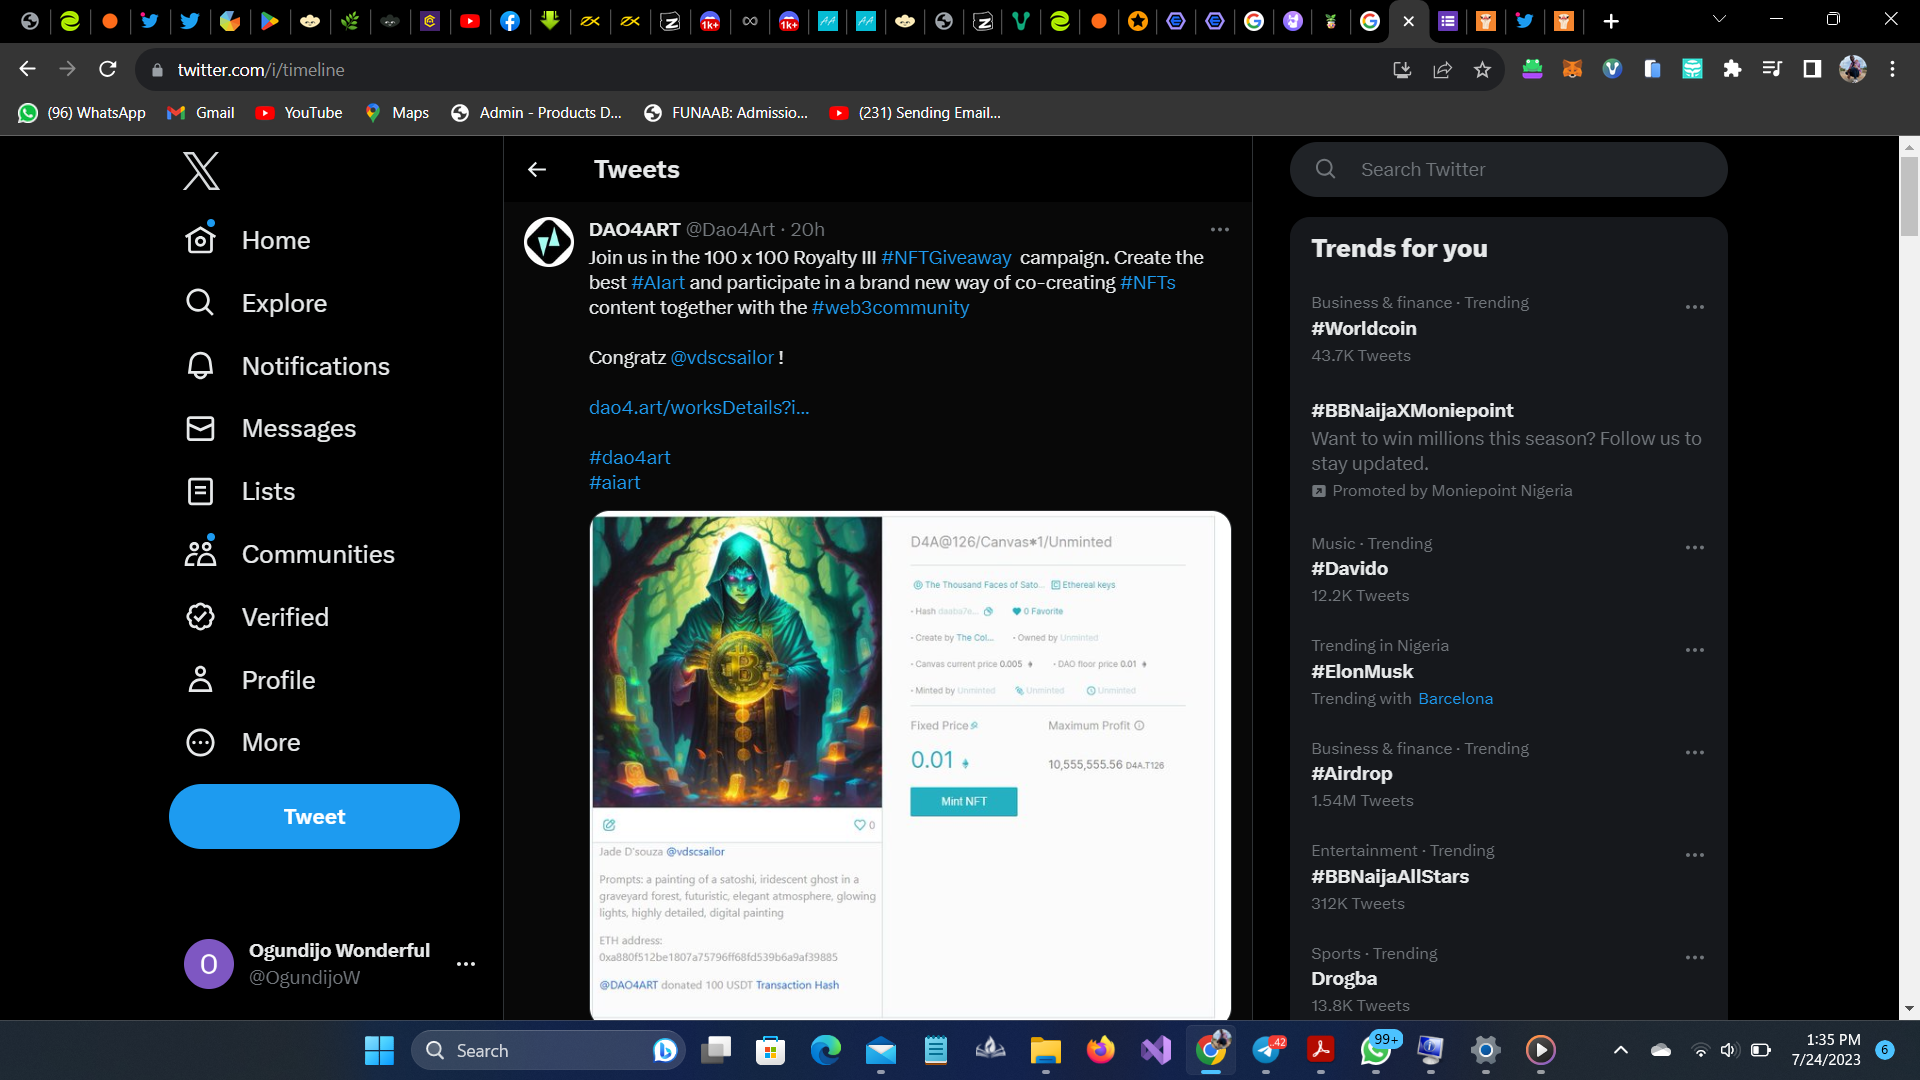 twitter.com/i/timeline
(96) WhatsApp
Gmail
YouTube
Maps
Admin - Products D...
FUNAAB: Admissio...
(231) Sending Email...
Home
Explore
Notifications
Messages
Lists
Communities
Verified
Profile
More
Tweet
O
Ogundijo Wonderful
@OgundijoW
Tweets
DAO4ART @Dao4Art · 20h
Join us in the 100 x 100 Royalty III #NFTGiveaway campaign. Create the
best #AIart and participate in a brand new way of co-creating #NFTs
content together with the #web3community
Congratz @vdscsailor !
dao4.art/worksDetails?i...
#dao4art
#aiart
D4A@126/Canvas*1/Unminted
The Thousand Faces of Sato... Ethereal keys
• Hash daaba7e... 0 Favorite
• Create by The Col... • Owned by Unminted
• Canvas current price 0.005 • DAO floor price 0.01
• Minted by Unminted Unminted Unminted
Fixed Price Maximum Profit
0.01 10,555,555.56 D4A.T126
Mint NFT
0
Jade D'souza @vdscsailor
Prompts: a painting of a satoshi, iridescent ghost in a
graveyard forest, futuristic, elegant atmosphere, glowing
lights, highly detailed, digital painting
ETH address:
0xa880f512be1807a75796ff68fd539b6a9af39885
@DAO4ART donated 100 USDT Transaction Hash
Search Twitter
Trends for you
Business & finance · Trending
#Worldcoin
43.7K Tweets
#BBNaijaXMoniepoint
Want to win millions this season? Follow us to
stay updated.
Promoted by Moniepoint Nigeria
Music · Trending
#Davido
12.2K Tweets
Trending in Nigeria
#ElonMusk
Trending with Barcelona
Business & finance · Trending
#Airdrop
1.54M Tweets
Entertainment · Trending
#BBNaijaAllStars
312K Tweets
Sports · Trending
Drogba
13.8K Tweets
Search
42
99+
1:35 PM
7/24/2023
6